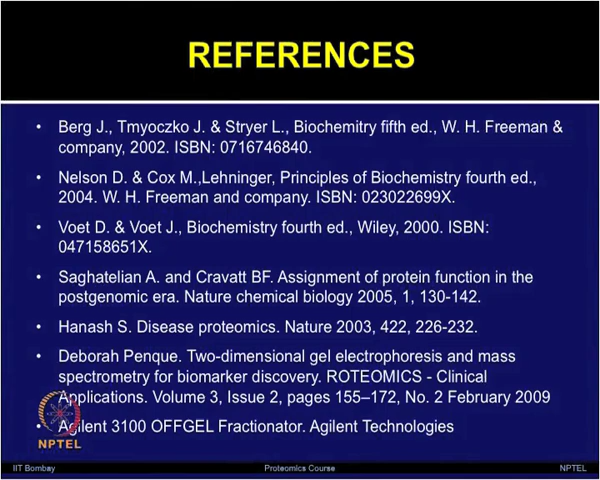 REFERENCES
• Berg J., Tmyoczko J. & Stryer L., Biochemitry fifth ed., W. H. Freeman &
company, 2002. ISBN: 0716746840.
• Nelson D. & Cox M.,Lehninger, Principles of Biochemistry fourth ed.,
2004. W. H. Freeman and company. ISBN: 023022699X.
• Voet D. & Voet J., Biochemistry fourth ed., Wiley, 2000. ISBN:
047158651X.
• Saghatelian A. and Cravatt BF. Assignment of protein function in the
postgenomic era. Nature chemical biology 2005, 1, 130-142.
• Hanash S. Disease proteomics. Nature 2003, 422, 226-232.
• Deborah Penque. Two-dimensional gel electrophoresis and mass
spectrometry for biomarker discovery. ROTEOMICS - Clinical
Applications. Volume 3, Issue 2, pages 155–172, No. 2 February 2009
• Agilent 3100 OFFGEL Fractionator. Agilent Technologies
NPTEL
IIT Bombay
Proteomics Course
NPTEL